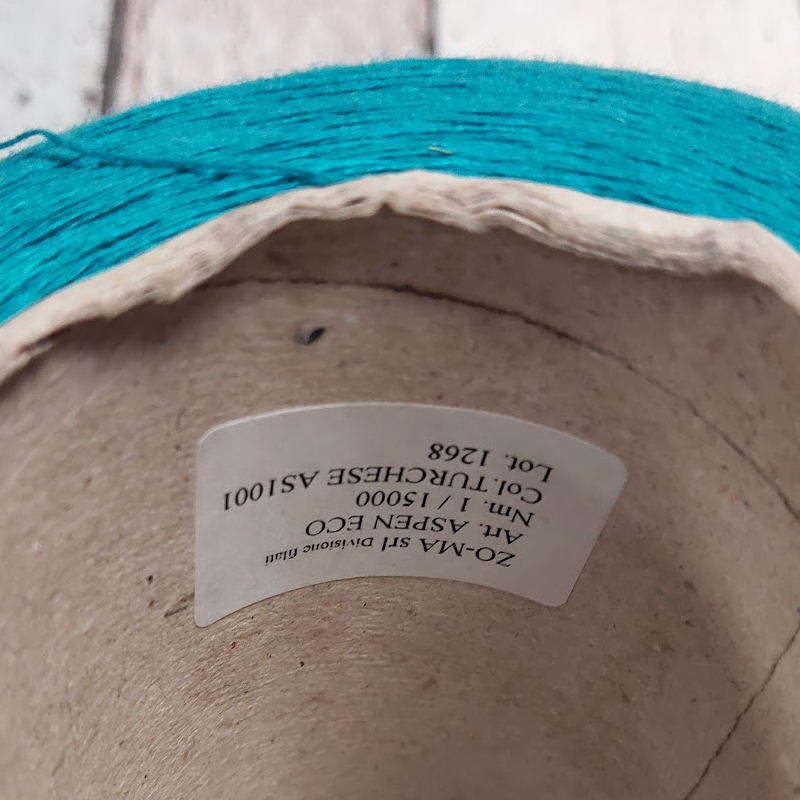 ZO-MA srl Divisione filati
Art. ASPEN ECO
Nm. 1 / 15000
Col.TURCHESE AS1001
Lot. 1268